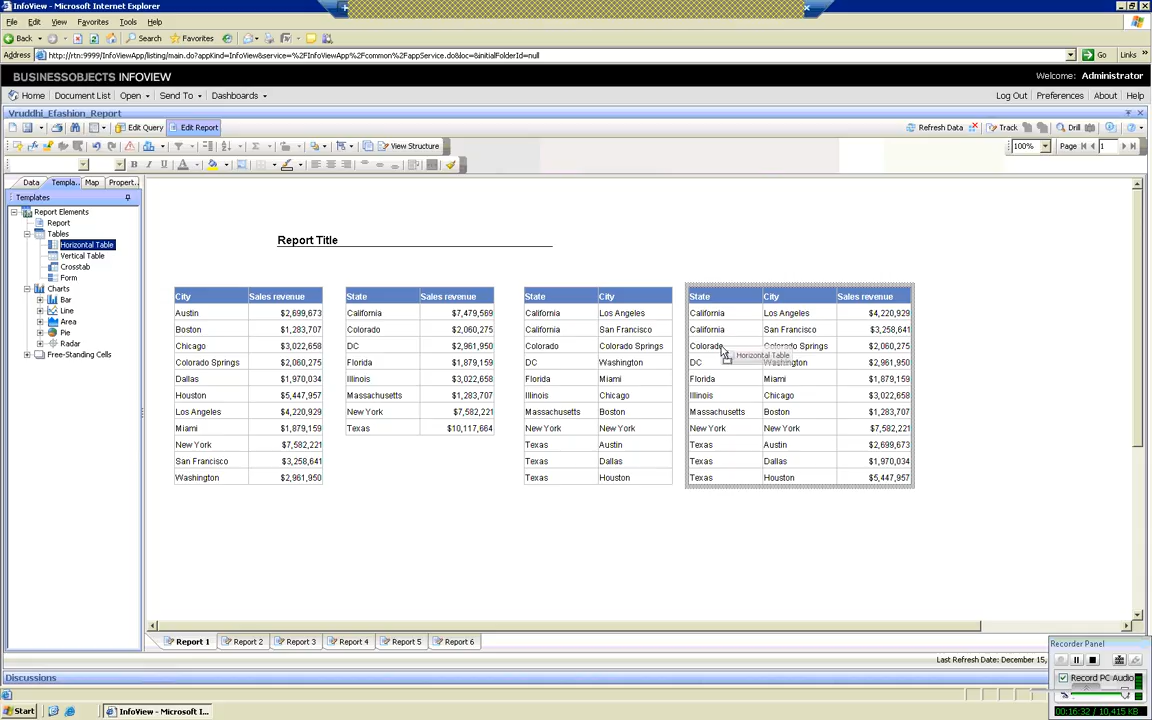 InfoView - Microsoft Internet Explorer
File Edit View Favorites Tools Help
Back Search Favorites
Address http://rtn:9999/InfoViewApp/listing/main.do?appKind=InfoView&service=%2FInfoViewApp%2Fcommon%2FappService.do&loc=&initialFolderId=null Go Links »
BUSINESSOBJECTS INFOVIEW Welcome: Administrator
Home Document List Open Send To Dashboards Log Out Preferences About Help
Vruddhi_Efashion_Report
Edit Query Edit Report Refresh Data Track Drill
View Structure 100% Page 1
Data Templa.. Map Propert..
Templates
Report Elements
Report
Tables
Horizontal Table
Vertical Table
Crosstab
Form
Charts
Bar
Line
Area
Pie
Radar
Free-Standing Cells
Report Title
City Sales revenue State Sales revenue State City State City Sales revenue
Austin $2,699,673 California $7,479,569 California Los Angeles California Los Angeles $4,220,929
Boston $1,283,707 Colorado $2,060,275 California San Francisco California San Francisco $3,258,641
Chicago $3,022,658 DC $2,961,950 Colorado Colorado Springs Colorado Colorado Springs $2,060,275
Horizontal Table
Colorado Springs $2,060,275 Florida $1,879,159 DC Washington DC Washington $2,961,950
Dallas $1,970,034 Illinois $3,022,658 Florida Miami Florida Miami $1,879,159
Houston $5,447,957 Massachusetts $1,283,707 Illinois Chicago Illinois Chicago $3,022,658
Los Angeles $4,220,929 New York $7,582,221 Massachusetts Boston Massachusetts Boston $1,283,707
Miami $1,879,159 Texas $10,117,664 New York New York New York New York $7,582,221
New York $7,582,221 Texas Austin Texas Austin $2,699,673
San Francisco $3,258,641 Texas Dallas Texas Dallas $1,970,034
Washington $2,961,950 Texas Houston Texas Houston $5,447,957
Report 1 Report 2 Report 3 Report 4 Report 5 Report 6
Recorder Panel
Last Refresh Date: December 15,
Record PC Audio
Discussions
00:16:32 / 10,415 KB
Start InfoView - Microsoft I...